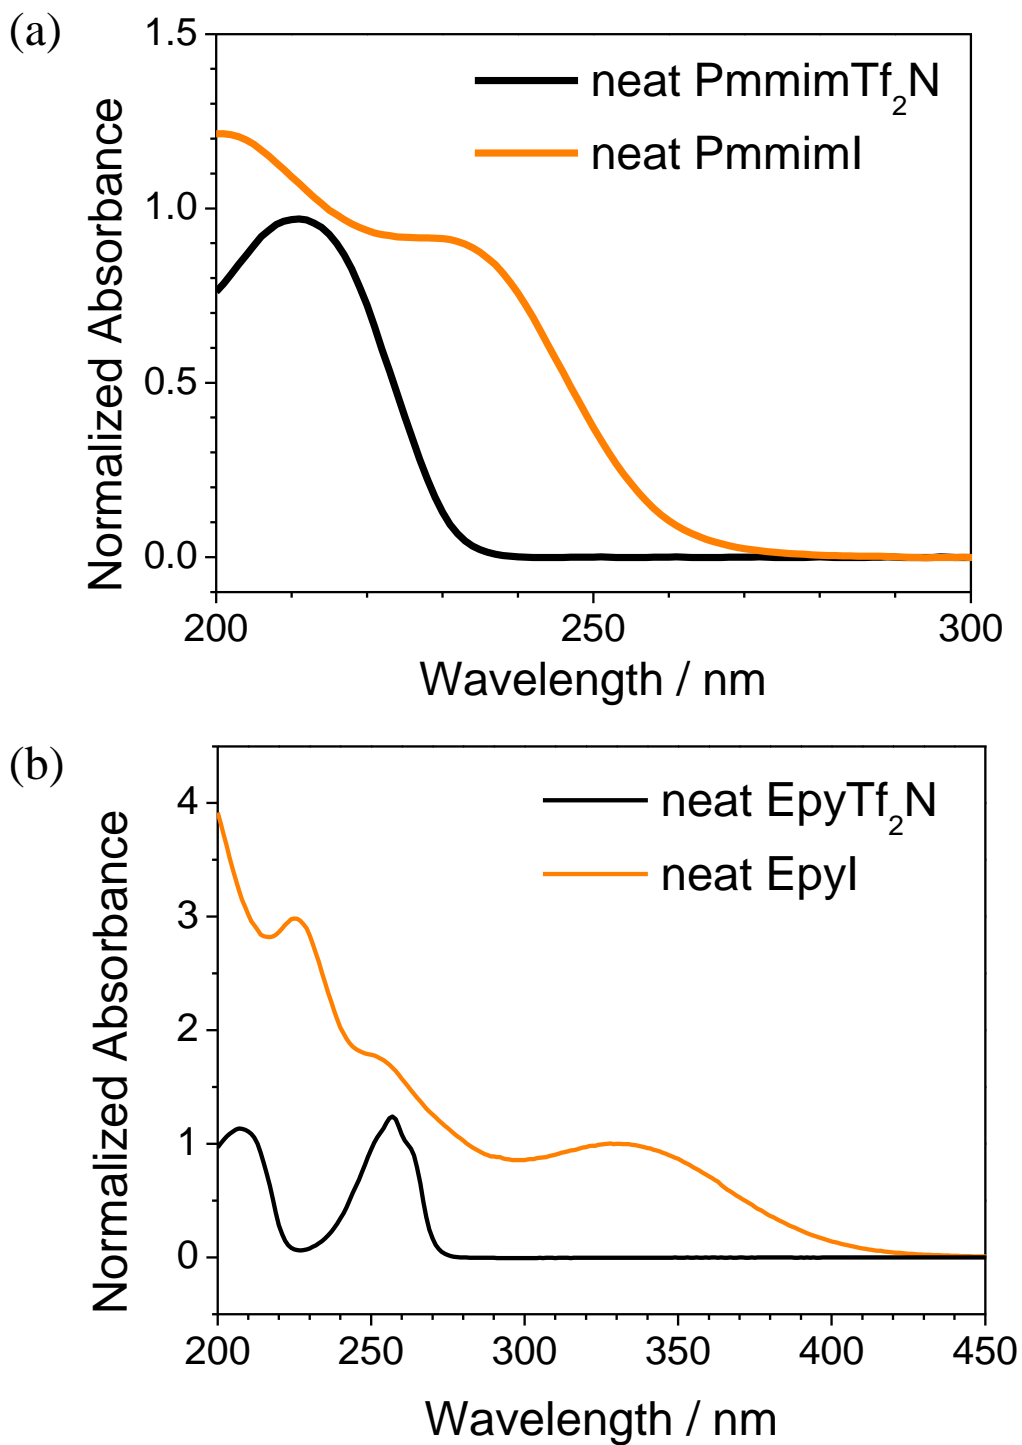 (a)
1.5
1.0
0.5
0.0
Normalized Absorbance
neat PmmimTf₂N
neat PmmimI
200 250 300
Wavelength / nm
(b)
4
3
2
1
0
Normalized Absorbance
neat EpyTf₂N
neat EpyI
200 250 300 350 400 450
Wavelength / nm